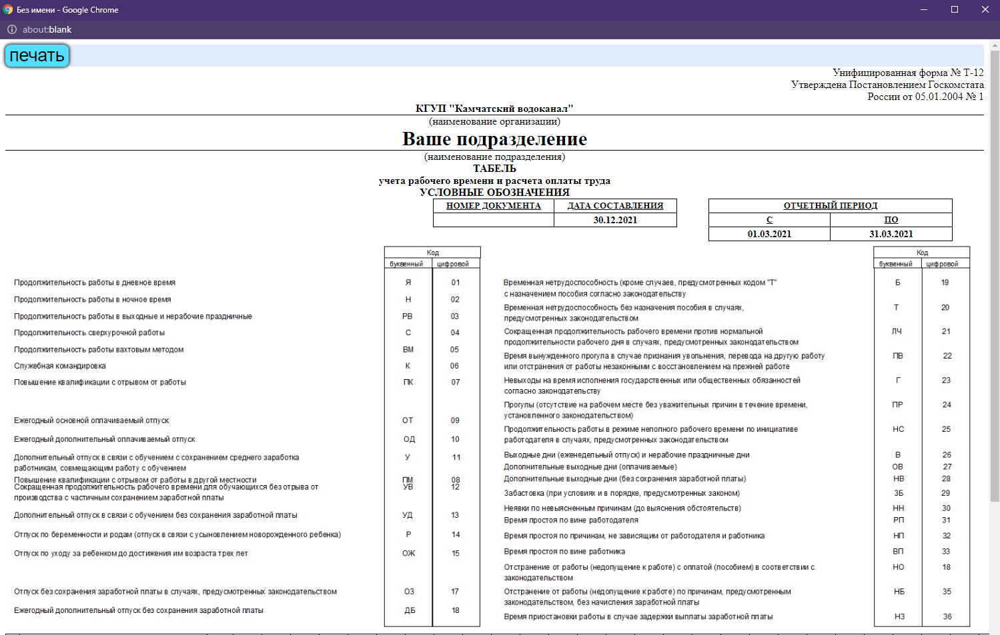 Без имени - Google Chrome
about:blank
печать
Унифицированная форма № Т-12
Утверждена Постановлением Госкомстата
России от 05.01.2004 № 1
КГУП "Камчатский водоканал"
(наименование организации)
Ваше подразделение
(наименование подразделения)
ТАБЕЛЬ
учета рабочего времени и расчета оплаты труда
УСЛОВНЫЕ ОБОЗНАЧЕНИЯ
НОМЕР ДОКУМЕНТА ДАТА СОСТАВЛЕНИЯ
30.12.2021
ОТЧЕТНЫЙ ПЕРИОД
С ПО
01.03.2021 31.03.2021
Код
буквенный цифровой
Продолжительность работы в дневное время Я 01
Продолжительность работы в ночное время Н 02
Продолжительность работы в выходные и нерабочие праздничные РВ 03
Продолжительность сверхурочной работы С 04
Продолжительность работы вахтовым методом ВМ 05
Служебная командировка К 06
Повышение квалификации с отрывом от работы ПК 07
Ежегодный основной оплачиваемый отпуск ОТ 09
Ежегодный дополнительный оплачиваемый отпуск ОД 10
Дополнительный отпуск в связи с обучением с сохранением среднего заработка У 11
работникам, совмещающим работу с обучением
Повышение квалификации с отрывом от работы в другой местности ПМ 08
Сокращенная продолжительность рабочего времени для обучающихся без отрыва от УВ 12
производства с частичным сохранением заработной платы
Дополнительный отпуск в связи с обучением без сохранения заработной платы УД 13
Отпуск по беременности и родам (отпуск в связи с усыновлением новорожденного ребенка) Р 14
Отпуск по уходу за ребенком до достижения им возраста трех лет ОЖ 15
Отпуск без сохранения заработной платы в случаях, предусмотренных законодательством ОЗ 17
Ежегодный дополнительный отпуск без сохранения заработной платы ДБ 18
Код
буквенный цифровой
Временная нетрудоспособность (кроме случаев, предусмотренных кодом "Т" Б 19
с назначением пособия согласно законодательству
Временная нетрудоспособность без назначения пособия в случаях, Т 20
предусмотренных законодательством
Сокращенная продолжительность рабочего времени против нормальной ЛЧ 21
продолжительности рабочего дня в случаях, предусмотренных законодательством
Время вынужденного прогула в случае признания увольнения, перевода на другую работу ПВ 22
или отстранения от работы незаконными с восстановлением на прежней работе
Невыходы на время исполнения государственных или общественных обязанностей Г 23
согласно законодательству
Прогулы (отсутствие на рабочем месте без уважительных причин в течение времени, ПР 24
установленного законодательством)
Продолжительность работы в режиме неполного рабочего времени по инициативе НС 25
работодателя в случаях, предусмотренных законодательством
Выходные дни (еженедельный отпуск) и нерабочие праздничные дни В 26
Дополнительные выходные дни (оплачиваемые) ОВ 27
Дополнительные выходные дни (без сохранения заработной платы) НВ 28
Забастовка (при условиях и в порядке, предусмотренных законом) ЗБ 29
Неявки по невыясненным причинам (до выяснения обстоятельств) НН 30
Время простоя по вине работодателя РП 31
Время простоя по причинам, не зависящим от работодателя и работника НП 32
Время простоя по вине работника ВП 33
Отстранение от работы (недопущение к работе) с оплатой (пособием) в соответствии с НО 18
законодательством
Отстранение от работы (недопущение к работе) по причинам, предусмотренным НБ 35
законодательством, без начисления заработной платы
Время приостановки работы в случае задержки выплаты заработной платы НЗ 36